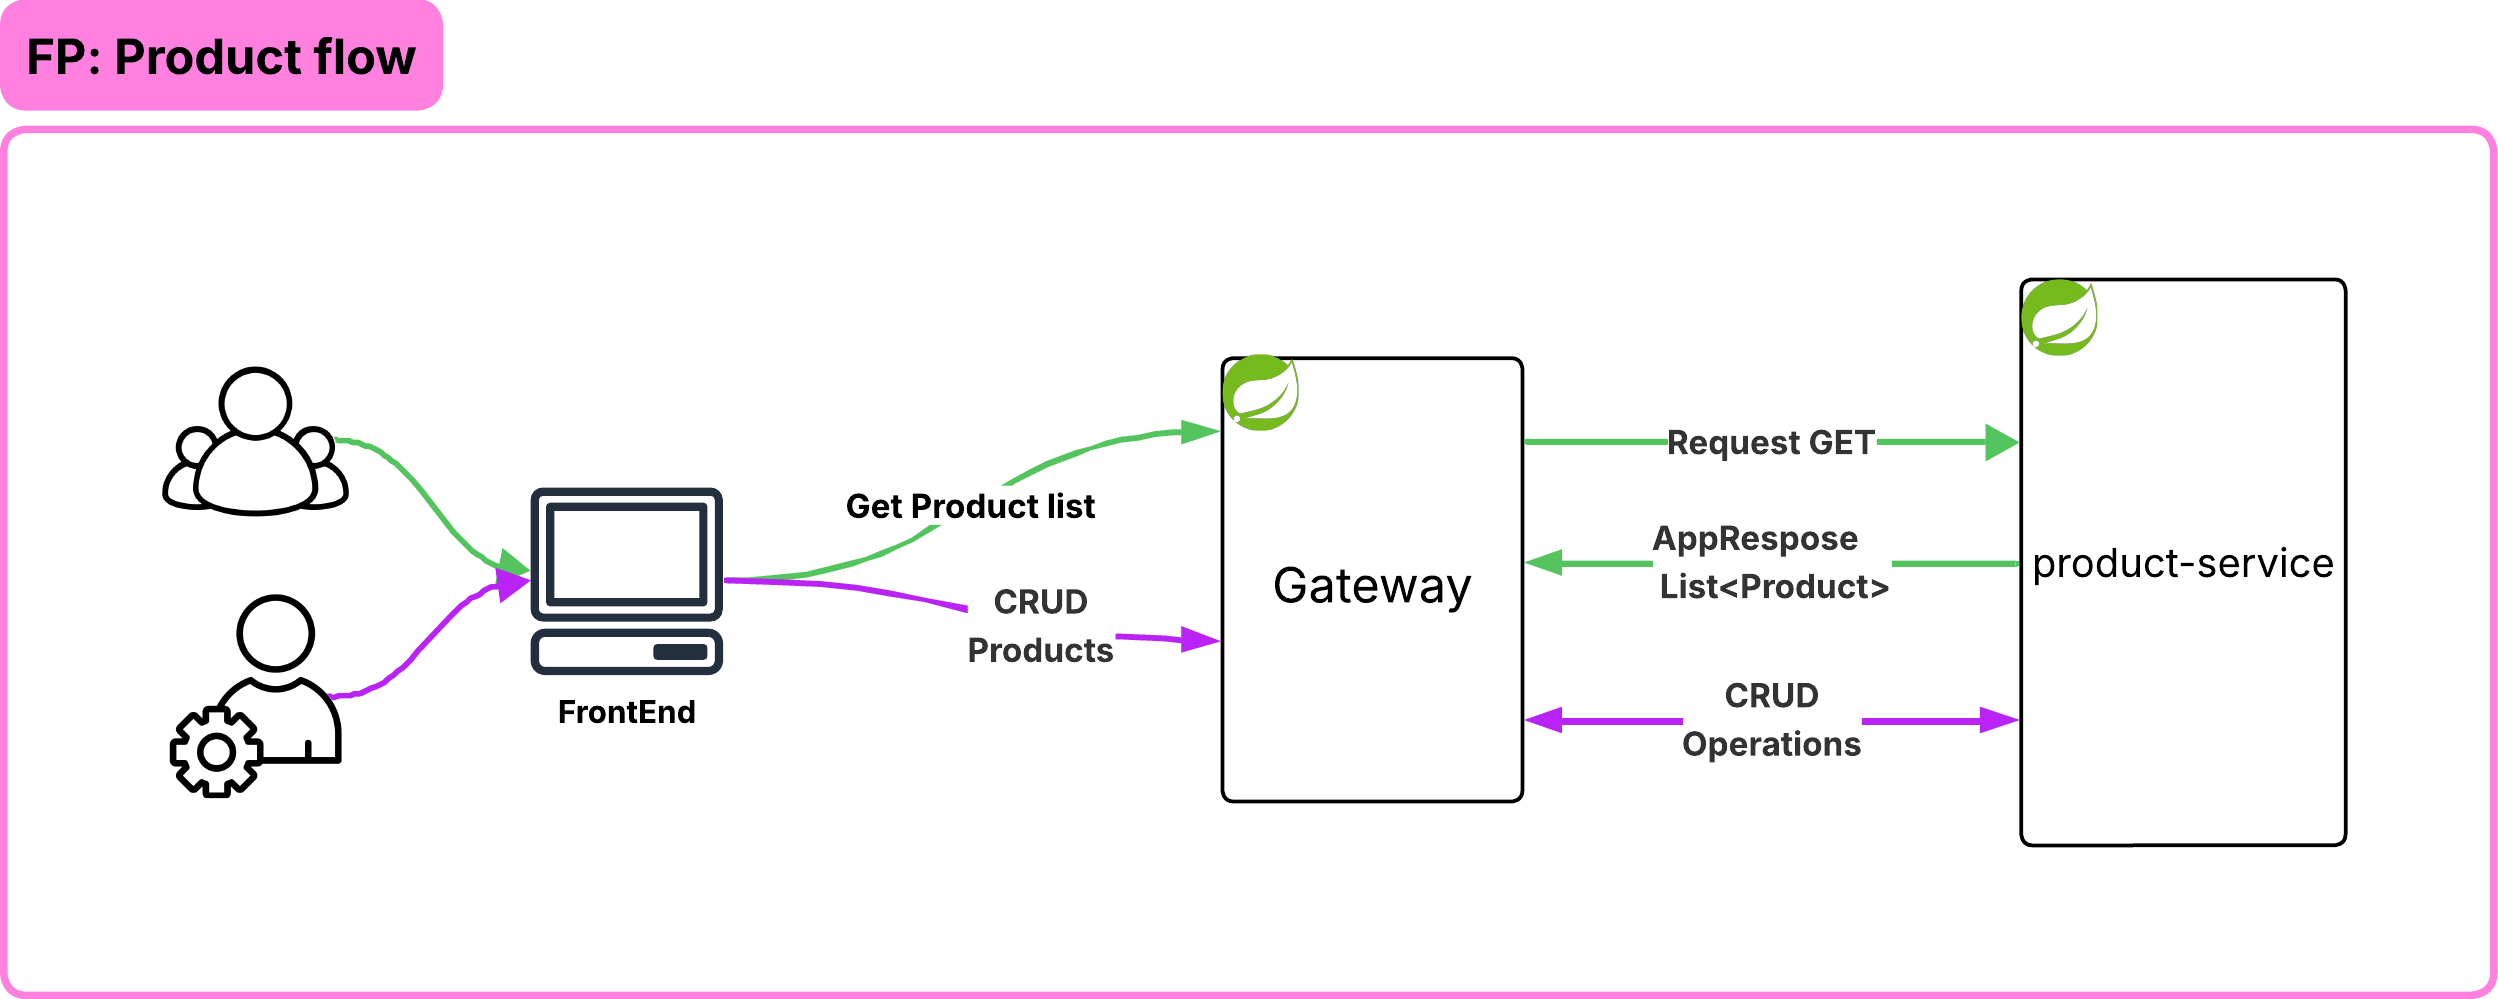 FP: Product flow
Get Product list
CRUD
Products
FrontEnd
Gateway
Request GET
AppRespose
List<Product>
CRUD
Operations
product-service